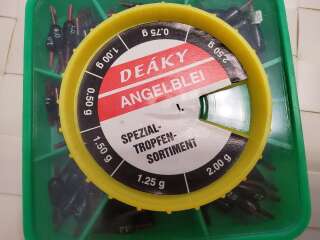 DEÁKY
ANGELBLEI
SPEZIAL-
TROPFEN-
SORTIMENT
0.50 g
1.00 g
0.75 g
2.00 g
1.25 g
1.50 g